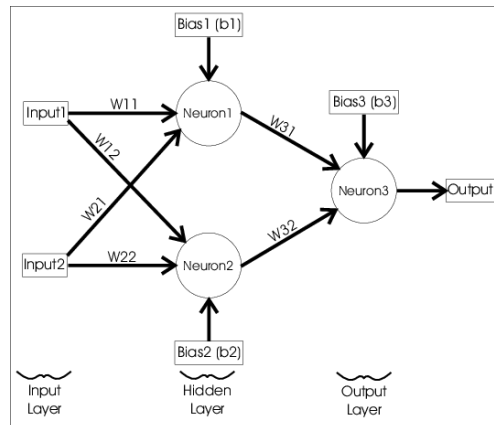 Bias1 (b1)
Input1
W11
Neuron1
W31
Bias3 (b3)
W12
W21
Neuron3
Output
Input2
W22
Neuron2
W32
Bias2 (b2)
Input
Layer
Hidden
Layer
Output
Layer